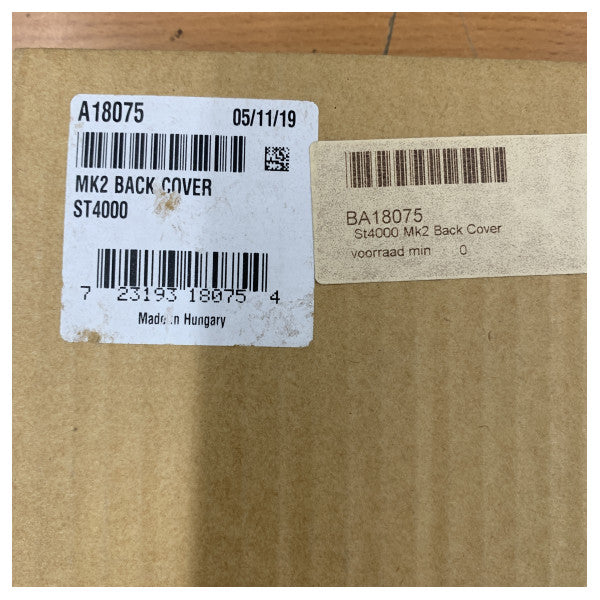 A18075 05/11/19
MK2 BACK COVER
ST4000
7 23193 18075 4
Made in Hungary
BA18075
St4000 Mk2 Back Cover
voorraad min 0